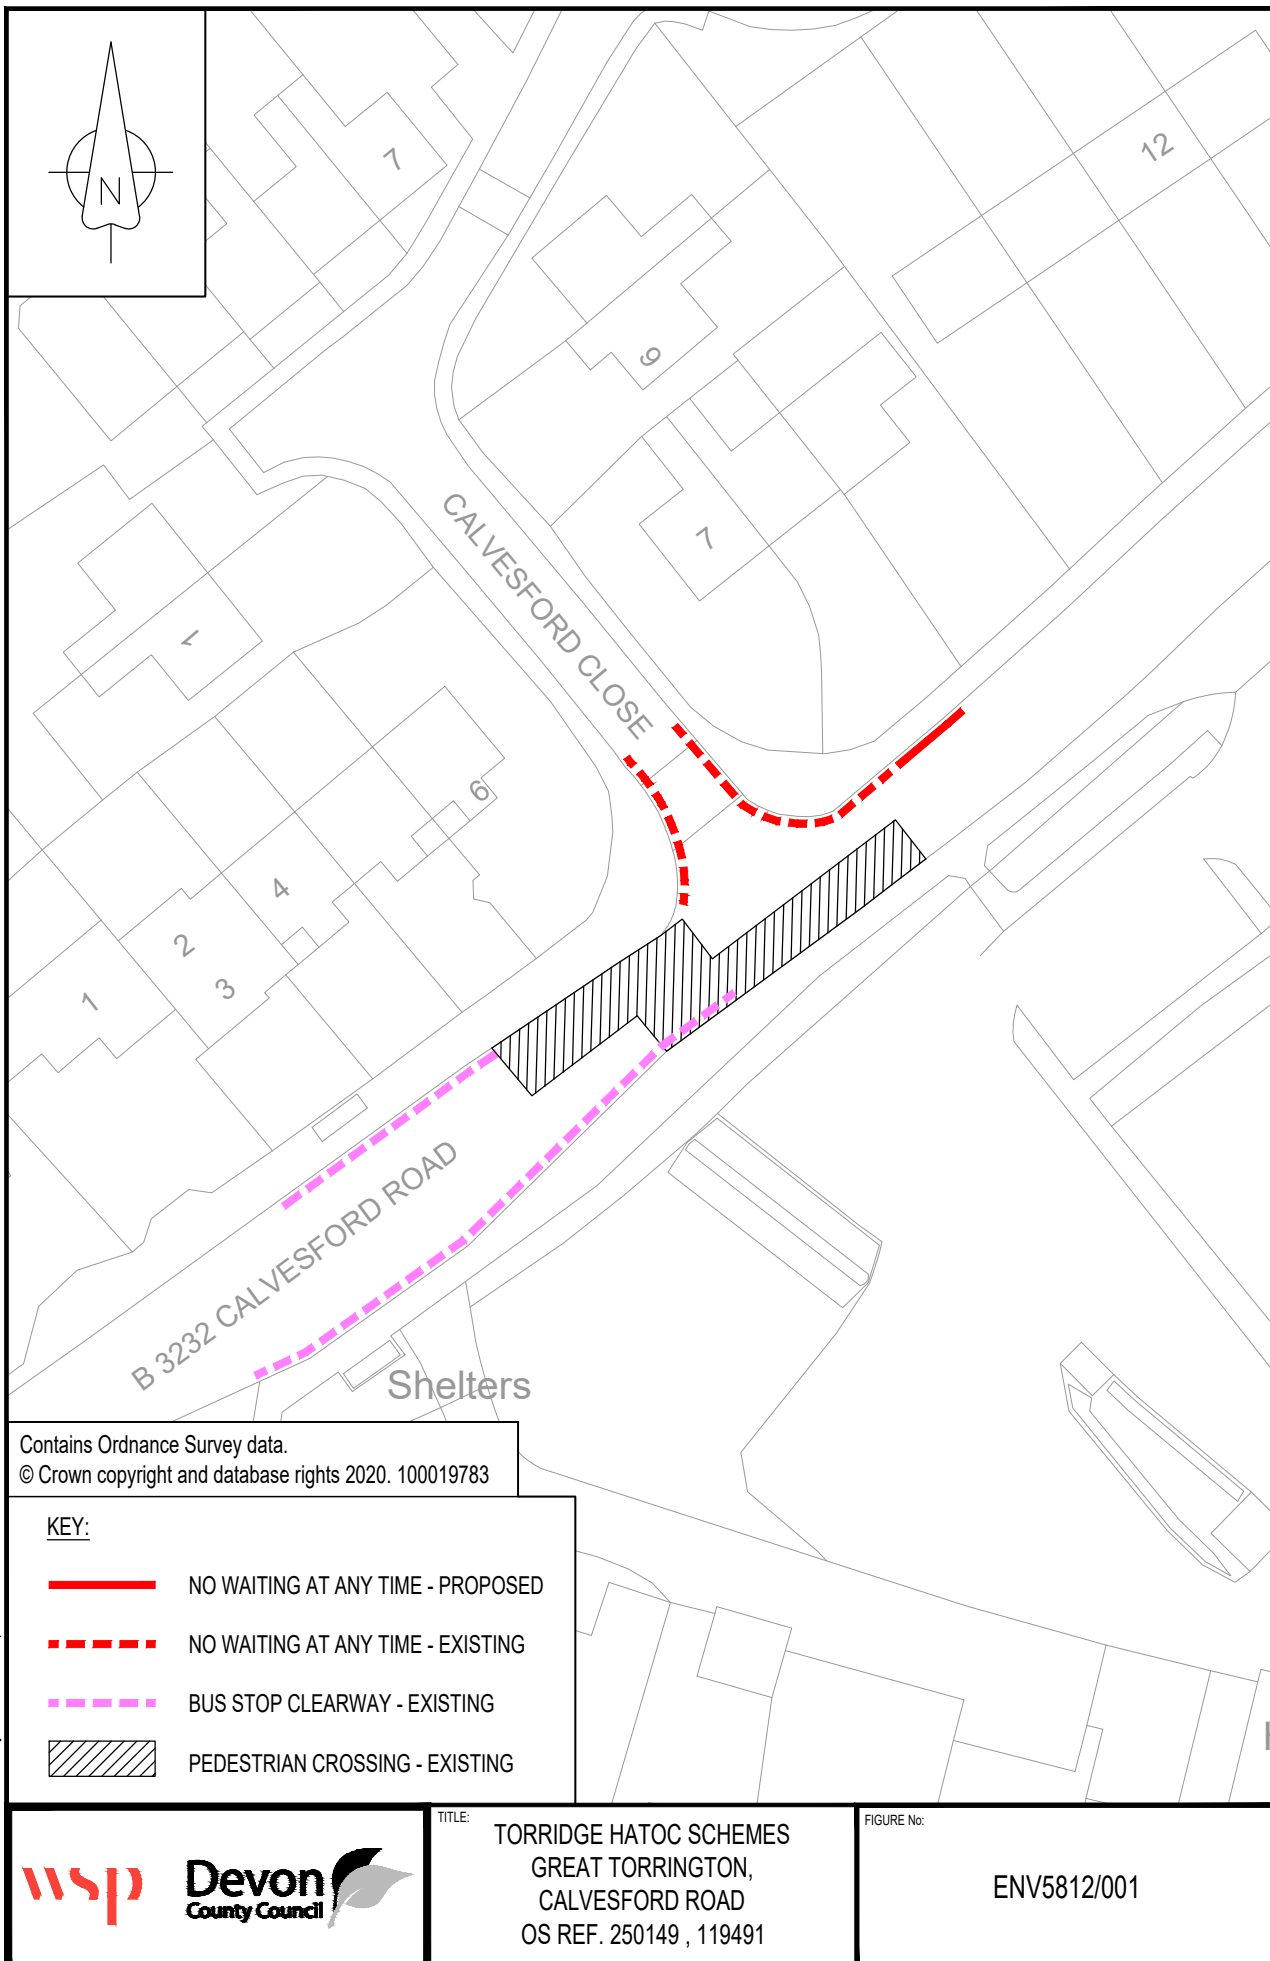 N
7
12
9
7
CALVESFORD CLOSE
1
6
4
2
3
1
B 3232 CALVESFORD ROAD
Shelters
Contains Ordnance Survey data.
© Crown copyright and database rights 2020. 100019783
KEY:
NO WAITING AT ANY TIME - PROPOSED
NO WAITING AT ANY TIME - EXISTING
BUS STOP CLEARWAY - EXISTING
PEDESTRIAN CROSSING - EXISTING
wsp
Devon
County Council
TITLE:
TORRIDGE HATOC SCHEMES
GREAT TORRINGTON,
CALVESFORD ROAD
OS REF. 250149 , 119491
FIGURE No:
ENV5812/001